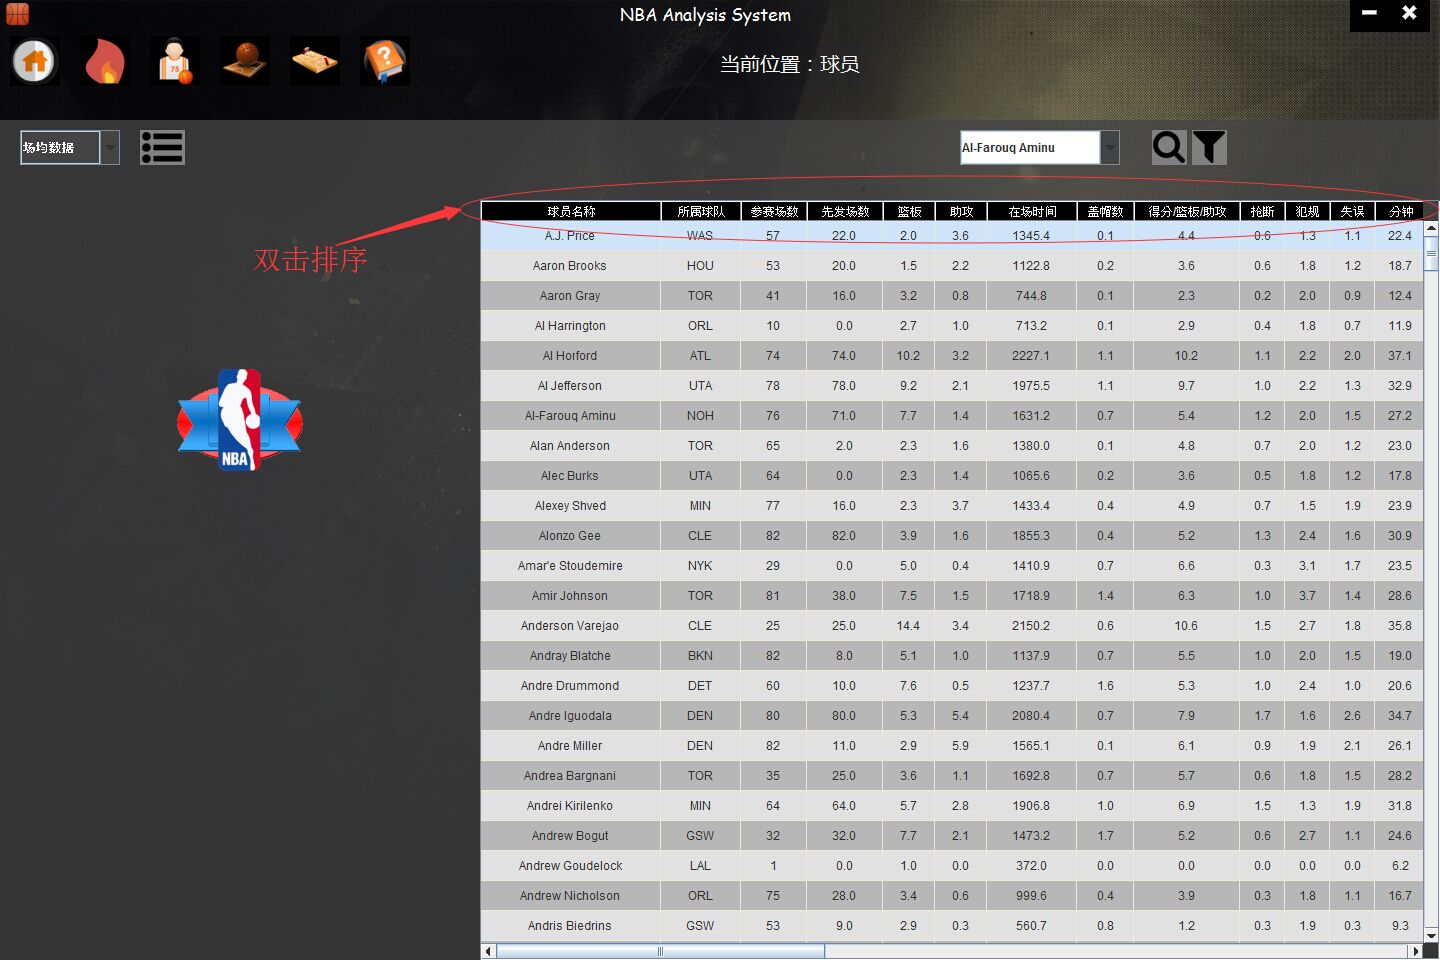 NBA Analysis System
当前位置：球员
75
?
场均数据
Al-Farouq Aminu
双击排序
NBA
球员名称 所属球队 参赛场数 先发场数 篮板 助攻 在场时间 盖帽数 得分/篮板/助攻 抢断 犯规 失误 分钟
A.J. Price WAS 57 22.0 2.0 3.6 1345.4 0.1 4.4 0.6 1.3 1.1 22.4
Aaron Brooks HOU 53 20.0 1.5 2.2 1122.8 0.2 3.6 0.6 1.8 1.2 18.7
Aaron Gray TOR 41 16.0 3.2 0.8 744.8 0.1 2.3 0.2 2.0 0.9 12.4
Al Harrington ORL 10 0.0 2.7 1.0 713.2 0.1 2.9 0.4 1.8 0.7 11.9
Al Horford ATL 74 74.0 10.2 3.2 2227.1 1.1 10.2 1.1 2.2 2.0 37.1
Al Jefferson UTA 78 78.0 9.2 2.1 1975.5 1.1 9.7 1.0 2.2 1.3 32.9
Al-Farouq Aminu NOH 76 71.0 7.7 1.4 1631.2 0.7 5.4 1.2 2.0 1.5 27.2
Alan Anderson TOR 65 2.0 2.3 1.6 1380.0 0.1 4.8 0.7 2.0 1.2 23.0
Alec Burks UTA 64 0.0 2.3 1.4 1065.6 0.2 3.6 0.5 1.8 1.2 17.8
Alexey Shved MIN 77 16.0 2.3 3.7 1433.4 0.4 4.9 0.7 1.5 1.9 23.9
Alonzo Gee CLE 82 82.0 3.9 1.6 1855.3 0.4 5.2 1.3 2.4 1.6 30.9
Amar'e Stoudemire NYK 29 0.0 5.0 0.4 1410.9 0.7 6.6 0.3 3.1 1.7 23.5
Amir Johnson TOR 81 38.0 7.5 1.5 1718.9 1.4 6.3 1.0 3.7 1.4 28.6
Anderson Varejao CLE 25 25.0 14.4 3.4 2150.2 0.6 10.6 1.5 2.7 1.8 35.8
Andray Blatche BKN 82 8.0 5.1 1.0 1137.9 0.7 5.5 1.0 2.0 1.5 19.0
Andre Drummond DET 60 10.0 7.6 0.5 1237.7 1.6 5.3 1.0 2.4 1.0 20.6
Andre Iguodala DEN 80 80.0 5.3 5.4 2080.4 0.7 7.9 1.7 1.6 2.6 34.7
Andre Miller DEN 82 11.0 2.9 5.9 1565.1 0.1 6.1 0.9 1.9 2.1 26.1
Andrea Bargnani TOR 35 25.0 3.6 1.1 1692.8 0.7 5.7 0.6 1.8 1.5 28.2
Andrei Kirilenko MIN 64 64.0 5.7 2.8 1906.8 1.0 6.9 1.5 1.3 1.9 31.8
Andrew Bogut GSW 32 32.0 7.7 2.1 1473.2 1.7 5.2 0.6 2.7 1.1 24.6
Andrew Goudelock LAL 1 0.0 1.0 0.0 372.0 0.0 0.0 0.0 0.0 0.0 6.2
Andrew Nicholson ORL 75 28.0 3.4 0.6 999.6 0.4 3.9 0.3 1.8 1.1 16.7
Andris Biedrins GSW 53 9.0 2.9 0.3 560.7 0.8 1.2 0.3 1.9 0.3 9.3